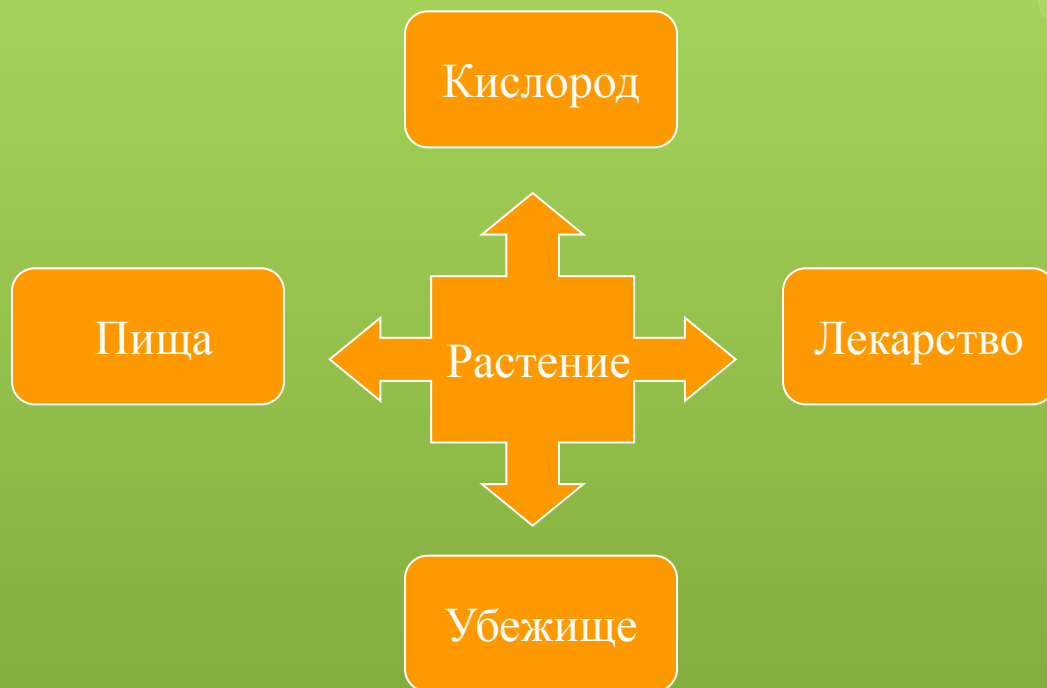 Кислород
Пища
Растение
Лекарство
Убежище